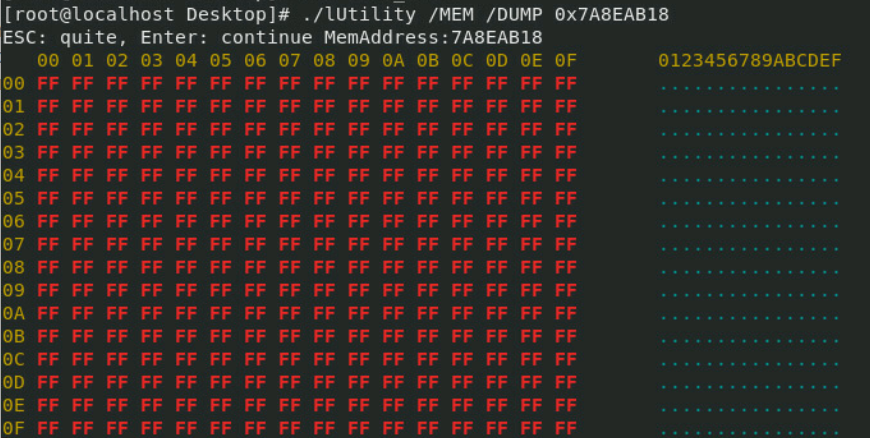 [root@localhost Desktop]# ./lUtility /MEM /DUMP 0x7A8EAB18
ESC: quite, Enter: continue MemAddress:7A8EAB18
00 01 02 03 04 05 06 07 08 09 0A 0B 0C 0D 0E 0F 0123456789ABCDEF
00 FF FF FF FF FF FF FF FF FF FF FF FF FF FF FF FF ................
01 FF FF FF FF FF FF FF FF FF FF FF FF FF FF FF FF ................
02 FF FF FF FF FF FF FF FF FF FF FF FF FF FF FF FF ................
03 FF FF FF FF FF FF FF FF FF FF FF FF FF FF FF FF ................
04 FF FF FF FF FF FF FF FF FF FF FF FF FF FF FF FF ................
05 FF FF FF FF FF FF FF FF FF FF FF FF FF FF FF FF ................
06 FF FF FF FF FF FF FF FF FF FF FF FF FF FF FF FF ................
07 FF FF FF FF FF FF FF FF FF FF FF FF FF FF FF FF ................
08 FF FF FF FF FF FF FF FF FF FF FF FF FF FF FF FF ................
09 FF FF FF FF FF FF FF FF FF FF FF FF FF FF FF FF ................
0A FF FF FF FF FF FF FF FF FF FF FF FF FF FF FF FF ................
0B FF FF FF FF FF FF FF FF FF FF FF FF FF FF FF FF ................
0C FF FF FF FF FF FF FF FF FF FF FF FF FF FF FF FF ................
0D FF FF FF FF FF FF FF FF FF FF FF FF FF FF FF FF ................
0E FF FF FF FF FF FF FF FF FF FF FF FF FF FF FF FF ................
0F FF FF FF FF FF FF FF FF FF FF FF FF FF FF FF FF ................